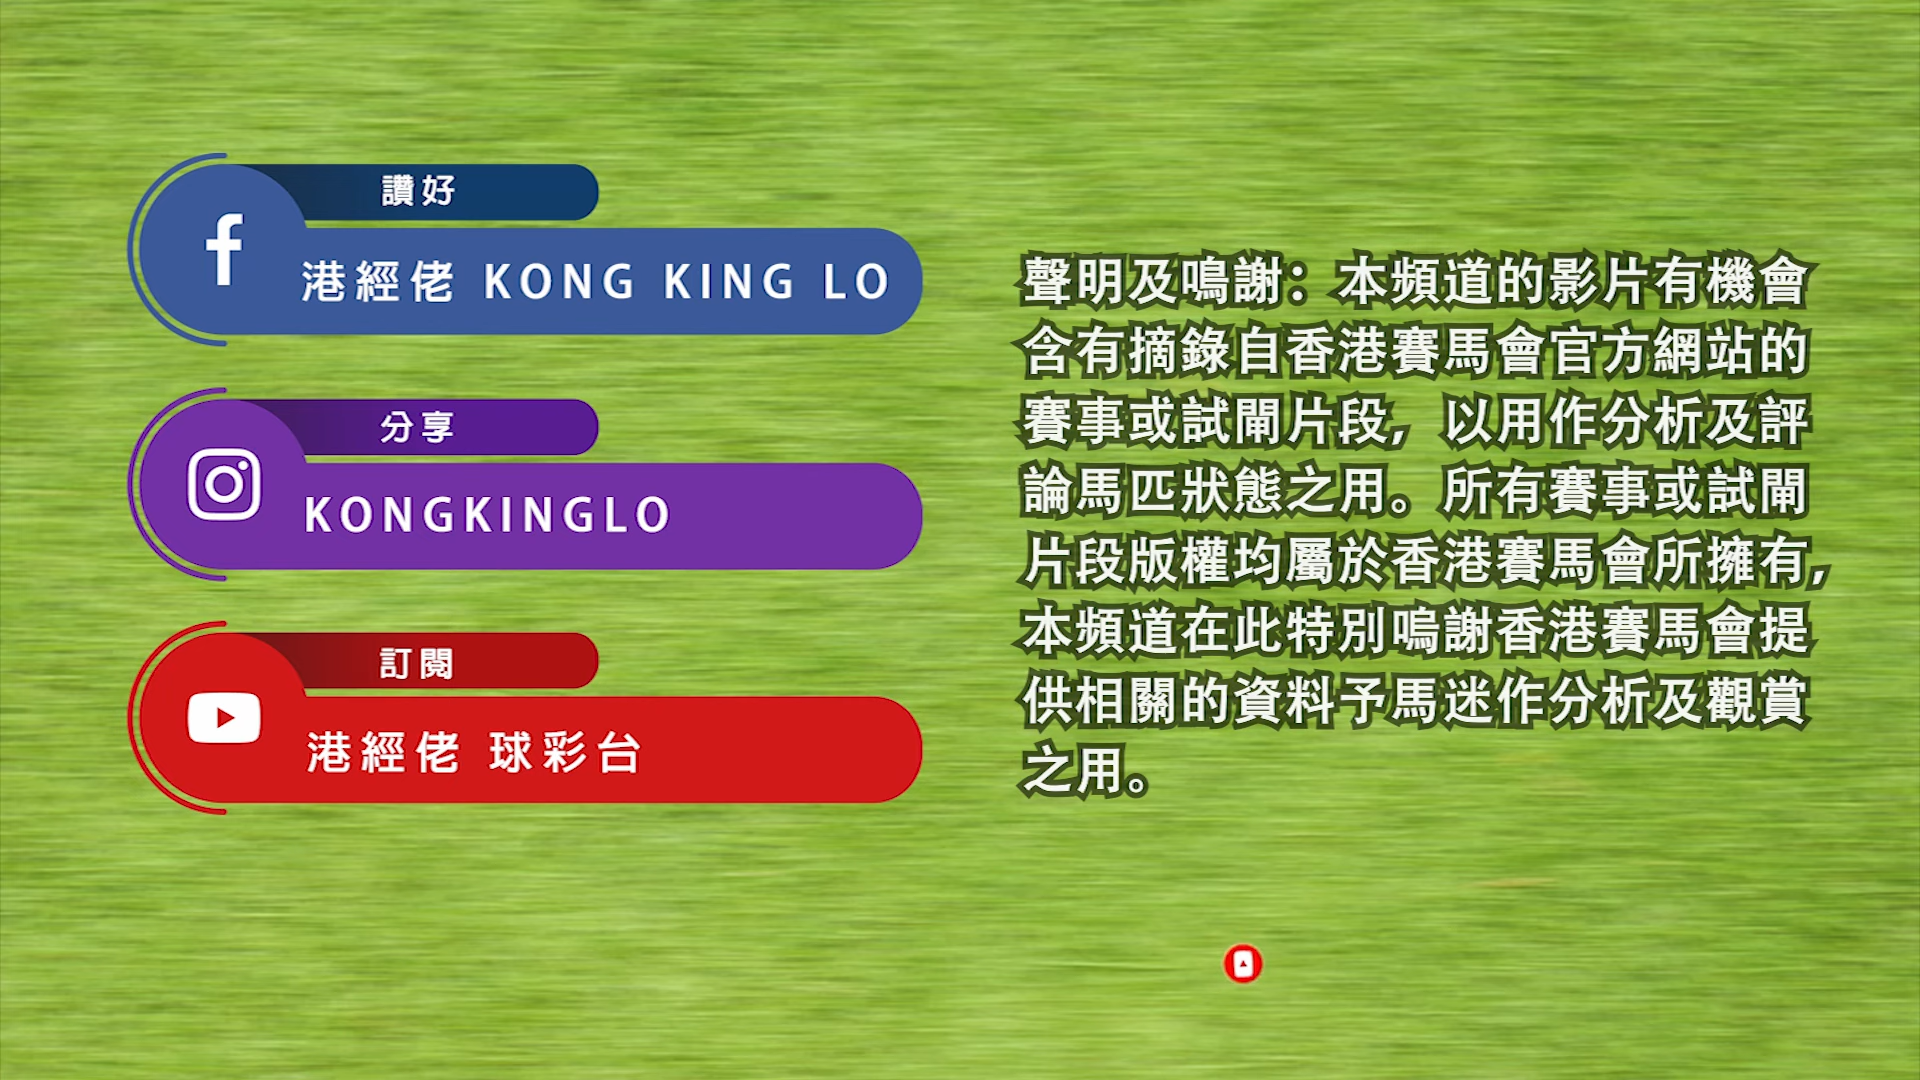 讚好
港經佬 KONG KING LO
分享
KONGKINGLO
訂閱
港經佬 球彩台
聲明及鳴謝：本頻道的影片有機會
含有摘錄自香港賽馬會官方網站的
賽事或試閘片段，以用作分析及評
論馬匹狀態之用。所有賽事或試閘
片段版權均屬於香港賽馬會所擁有，
本頻道在此特別嗚謝香港賽馬會提
供相關的資料予馬迷作分析及觀賞
之用。